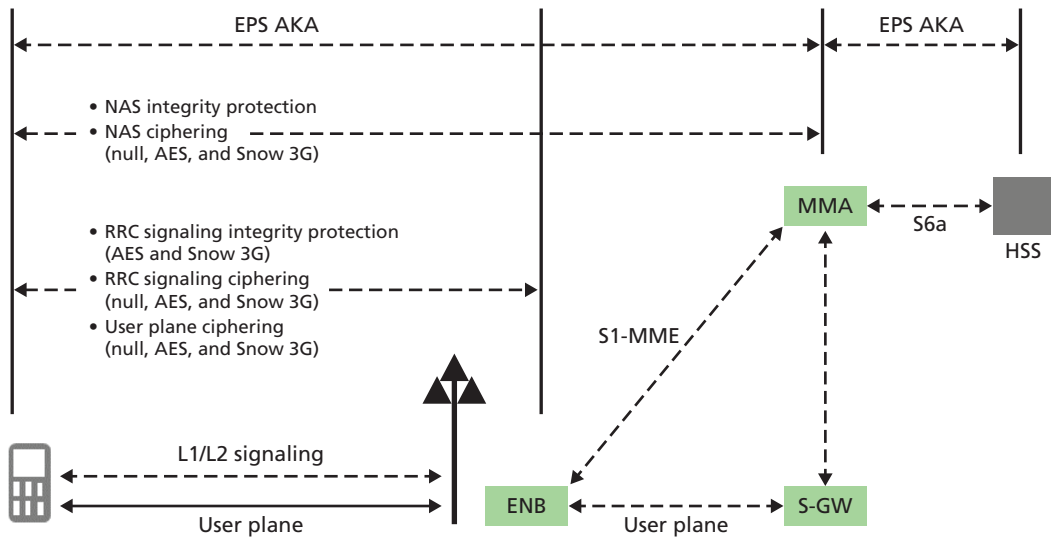 EPS AKA
EPS AKA
• NAS integrity protection
• NAS ciphering
(null, AES, and Snow 3G)
MMA
S6a
HSS
• RRC signaling integrity protection
(AES and Snow 3G)
• RRC signaling ciphering
(null, AES, and Snow 3G)
• User plane ciphering
(null, AES, and Snow 3G)
S1-MME
L1/L2 signaling
User plane
ENB
User plane
S-GW